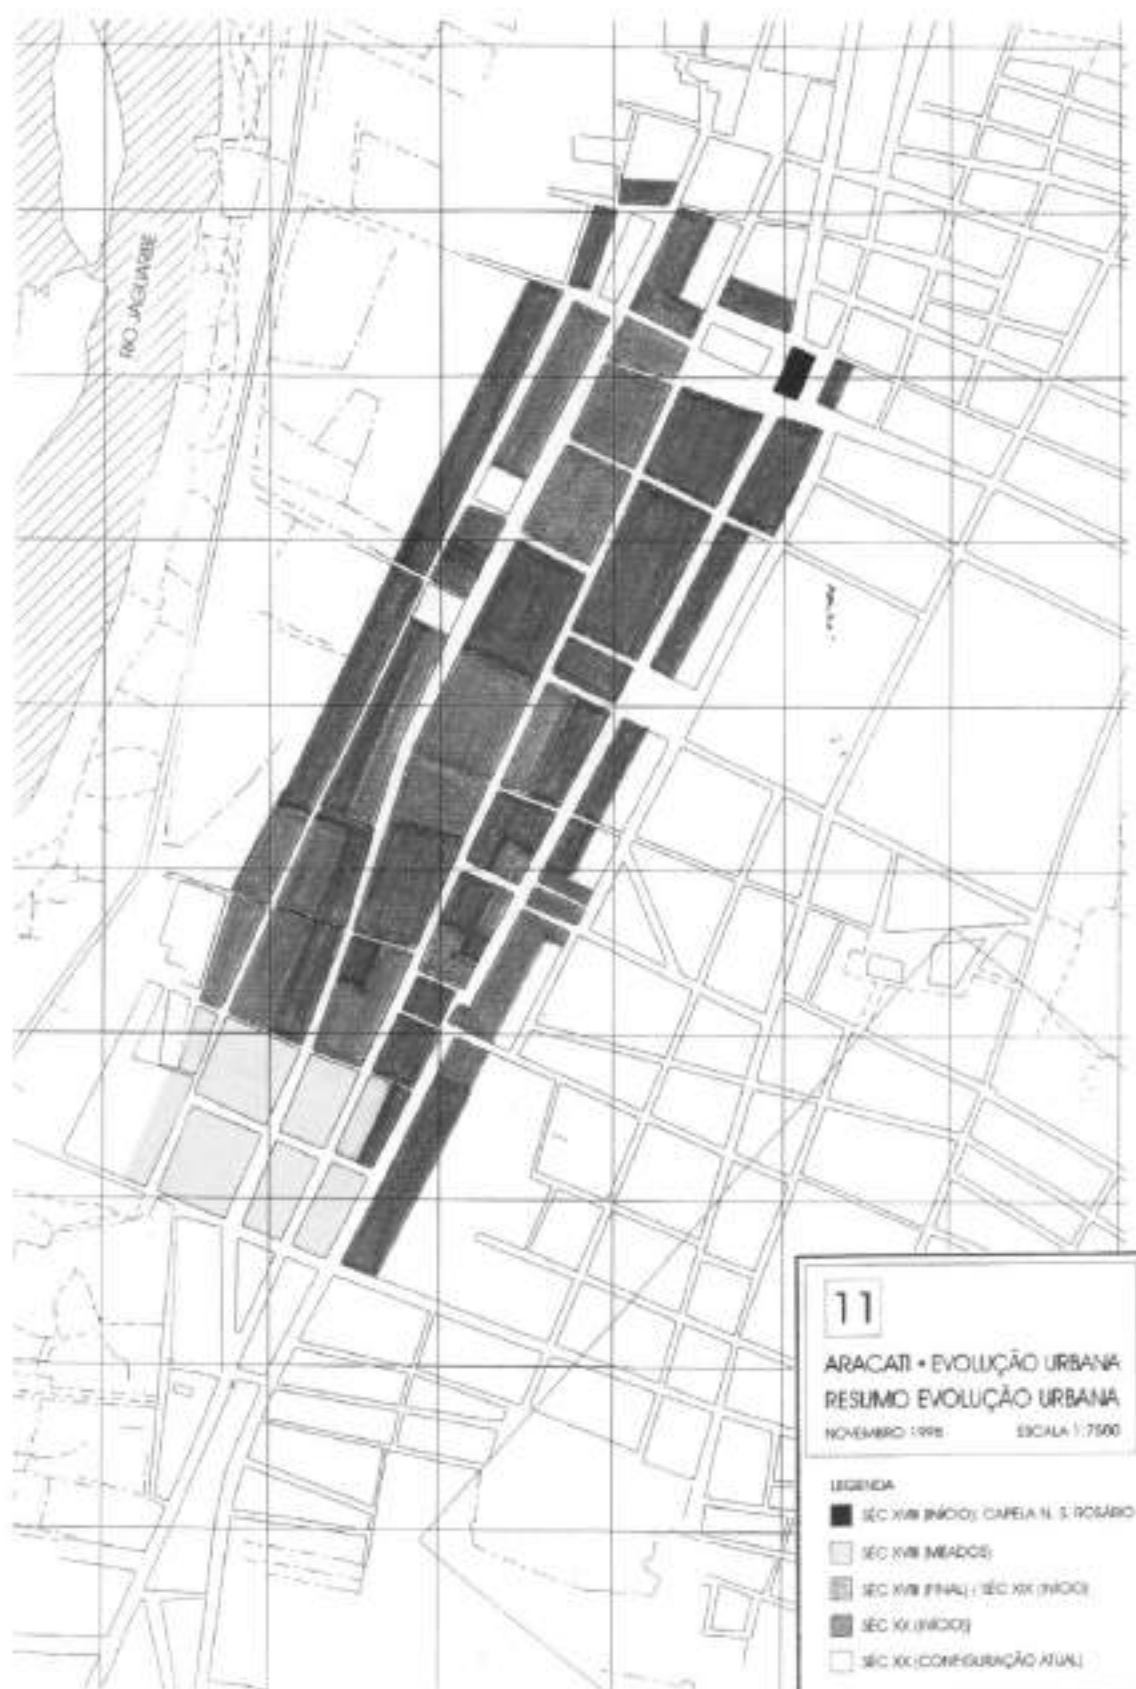 RIO JAGUARIBE
11
ARACATI • EVOLUÇÃO URBANA
RESUMO EVOLUÇÃO URBANA
NOVEMBRO 1998 ESCALA 1:7500
LEGENDA
SÉC XVIII (INÍCIO): CAPELA N. S. ROSÁRIO
SÉC XVIII (MEADOS)
SÉC XVIII (FINAL) / SÉC XIX (INÍCIO)
SÉC XX (INÍCIOS)
SÉC XX (CONFIGURAÇÃO ATUAL)